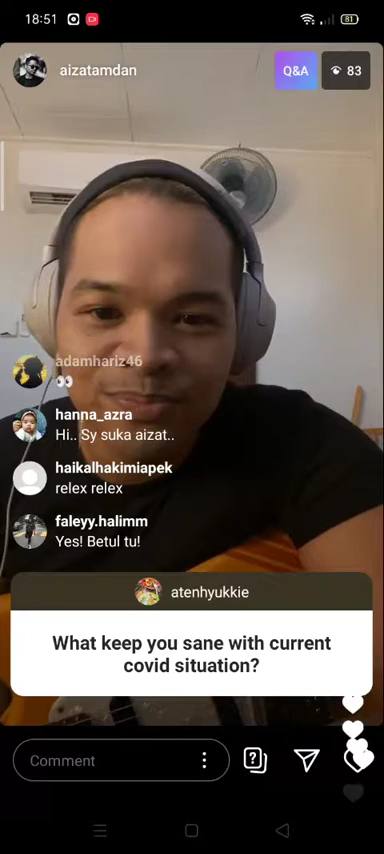 18:51
81
aizatamdan
Q&A
83
adamhariz46
👀
hanna_azra
Hi.. Sy suka aizat..
haikalhakimiapek
relex relex
faleyy.halimm
Yes! Betul tu!
atenhyukkie
What keep you sane with current
covid situation?
Comment